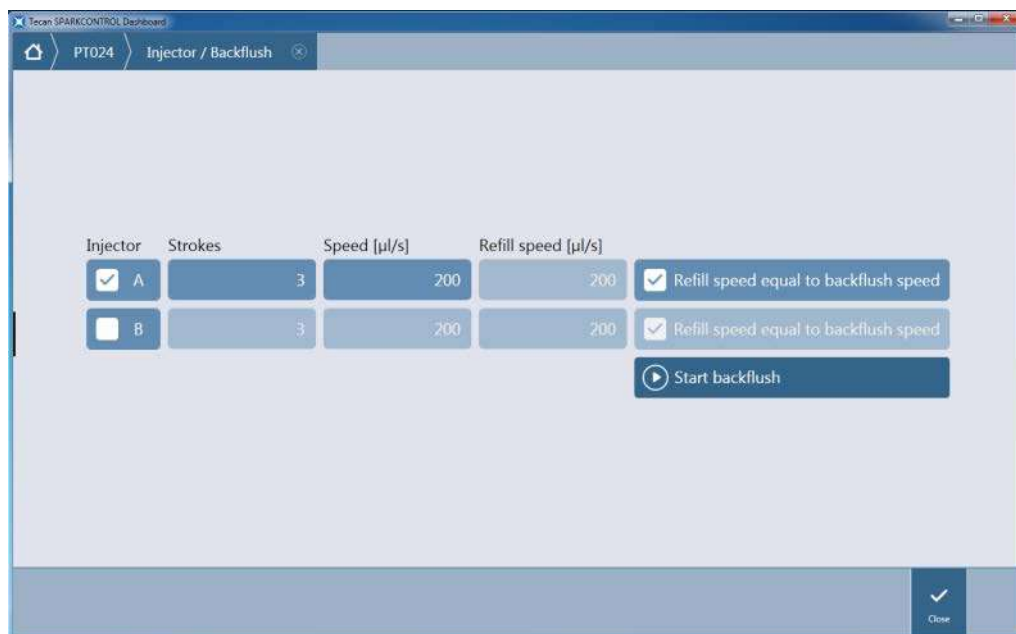 Tecan SPARKCONTROL Dashboard
PT024 Injector / Backflush
Injector Strokes Speed [µl/s] Refill speed [µl/s]
A 3 200 200 Refill speed equal to backflush speed
B 3 200 200 Refill speed equal to backflush speed
Start backflush
Close